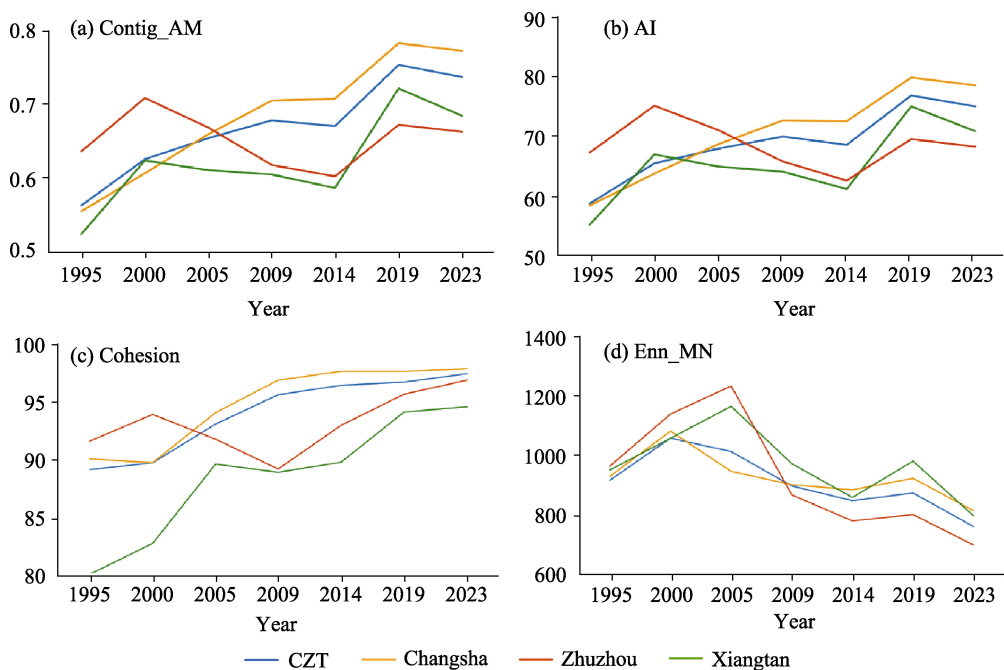 (a) Contig_AM
0.8
0.7
0.6
0.5
1995 2000 2005 2009 2014 2019 2023
Year
(b) AI
90
80
70
60
50
1995 2000 2005 2009 2014 2019 2023
Year
(c) Cohesion
100
95
90
85
80
1995 2000 2005 2009 2014 2019 2023
Year
(d) Enn_MN
1400
1200
1000
800
600
1995 2000 2005 2009 2014 2019 2023
Year
CZT Changsha Zhuzhou Xiangtan